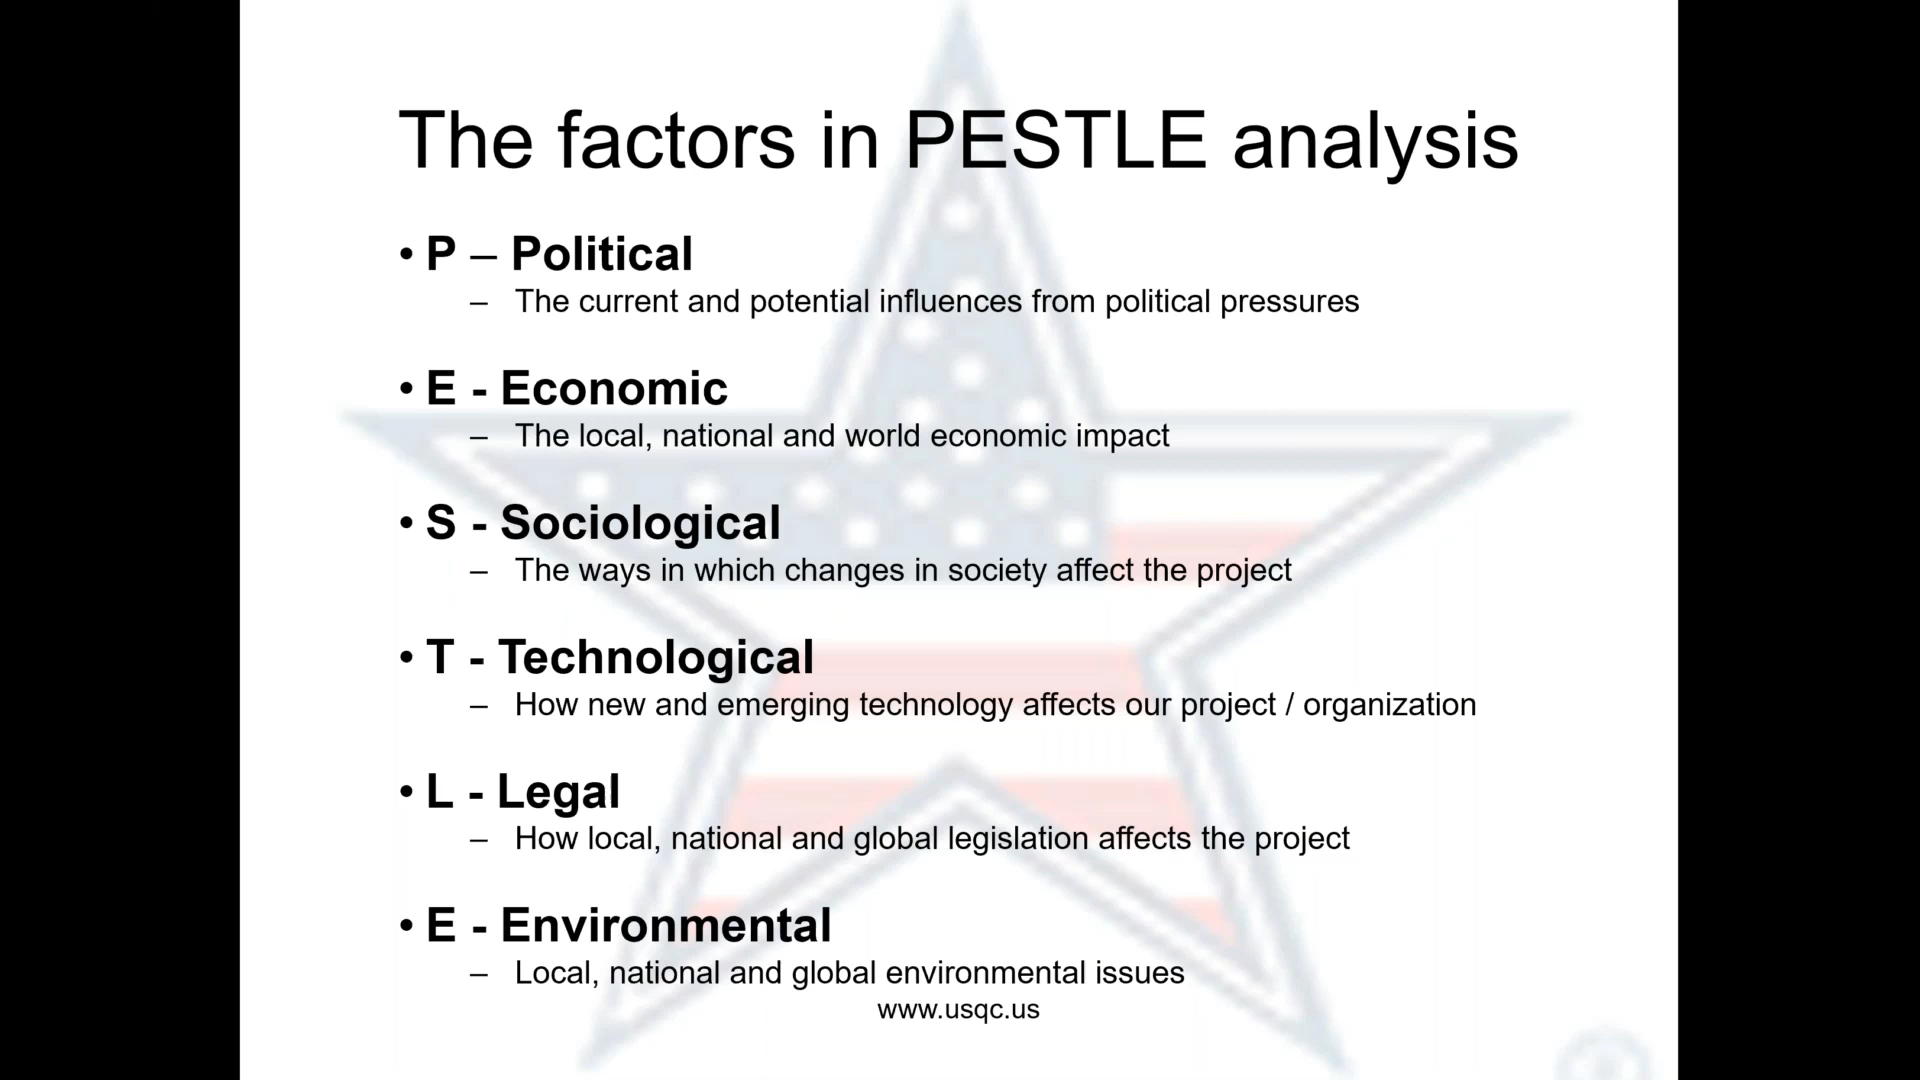 The factors in PESTLE analysis
• P – Political
– The current and potential influences from political pressures
• E - Economic
– The local, national and world economic impact
• S - Sociological
– The ways in which changes in society affect the project
• T - Technological
– How new and emerging technology affects our project / organization
• L - Legal
– How local, national and global legislation affects the project
• E - Environmental
– Local, national and global environmental issues
www.usqc.us